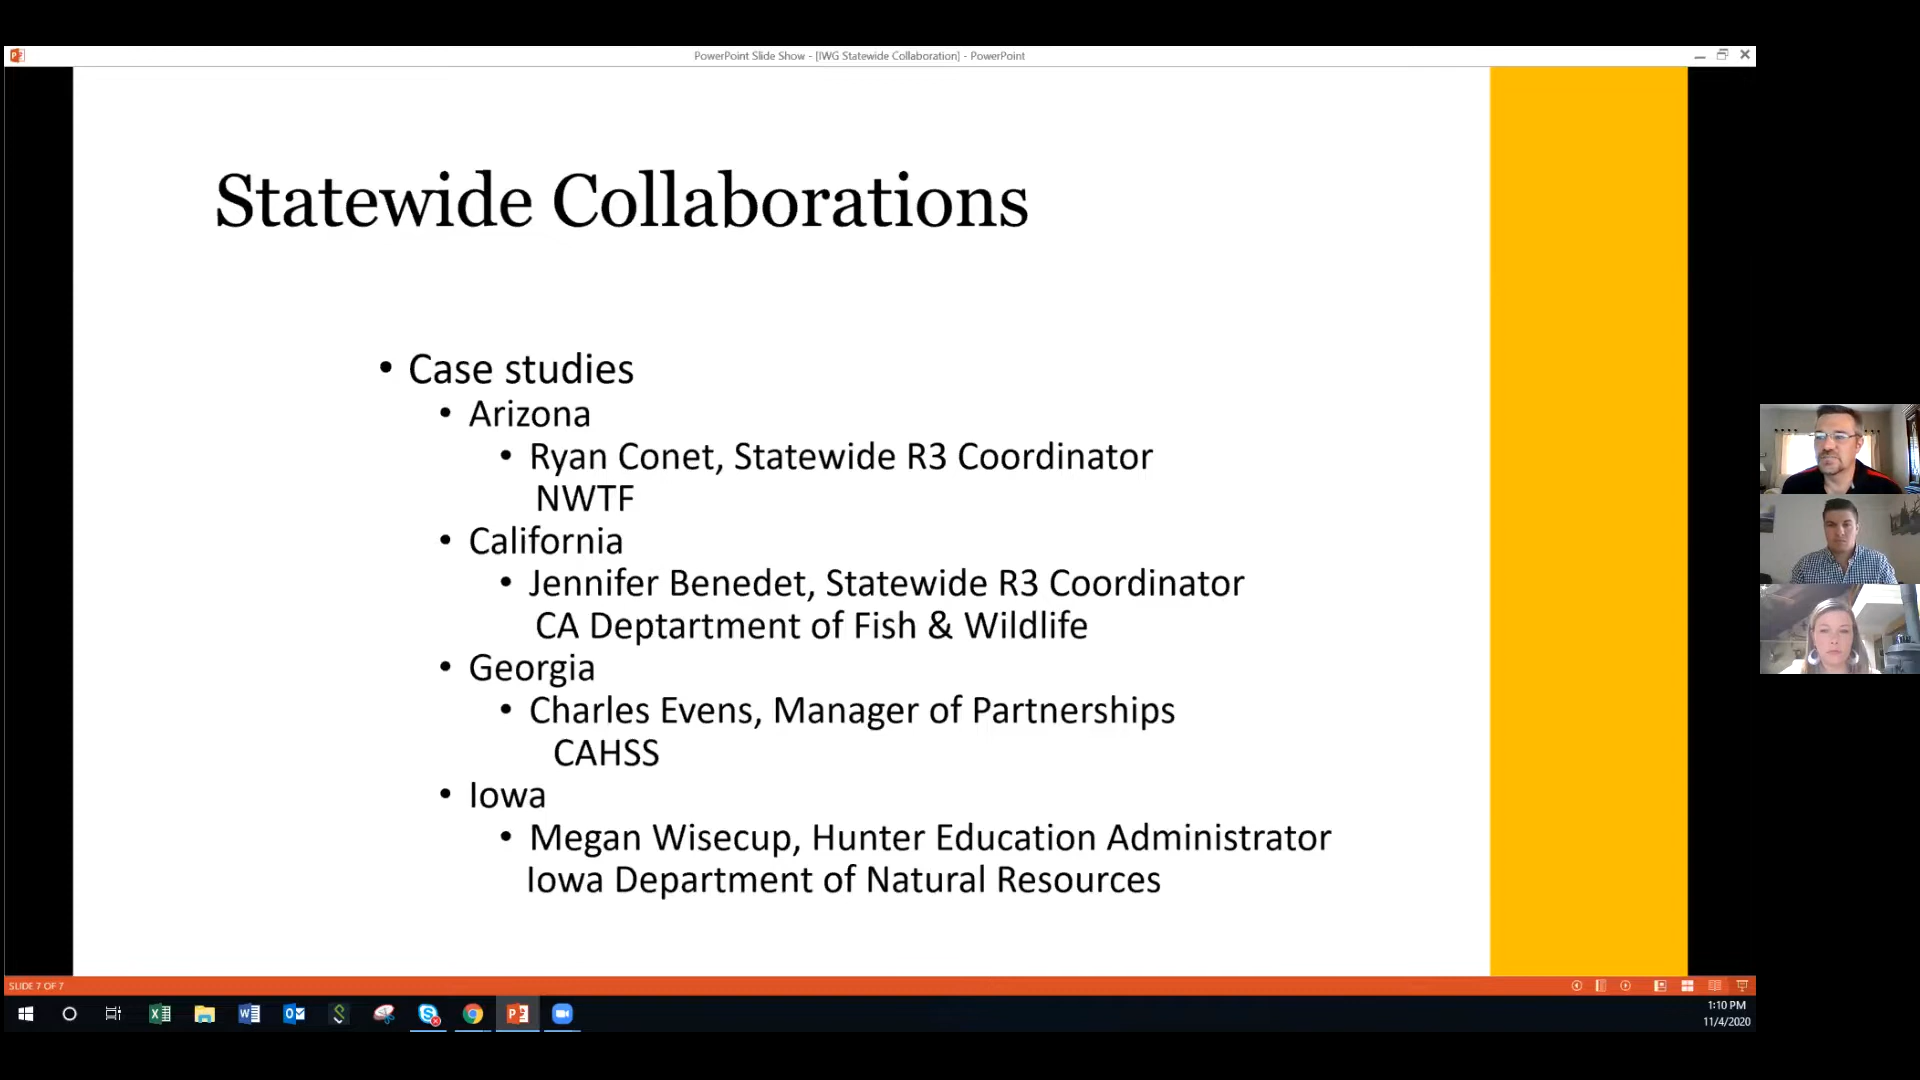 PowerPoint Slide Show - [IWG Statewide Collaboration] - PowerPoint
Statewide Collaborations
• Case studies
• Arizona
• Ryan Conet, Statewide R3 Coordinator
NWTF
• California
• Jennifer Benedet, Statewide R3 Coordinator
CA Deptartment of Fish & Wildlife
• Georgia
• Charles Evens, Manager of Partnerships
CAHSS
• Iowa
• Megan Wisecup, Hunter Education Administrator
Iowa Department of Natural Resources
SLIDE 7 OF 7
1:10 PM
11/4/2020